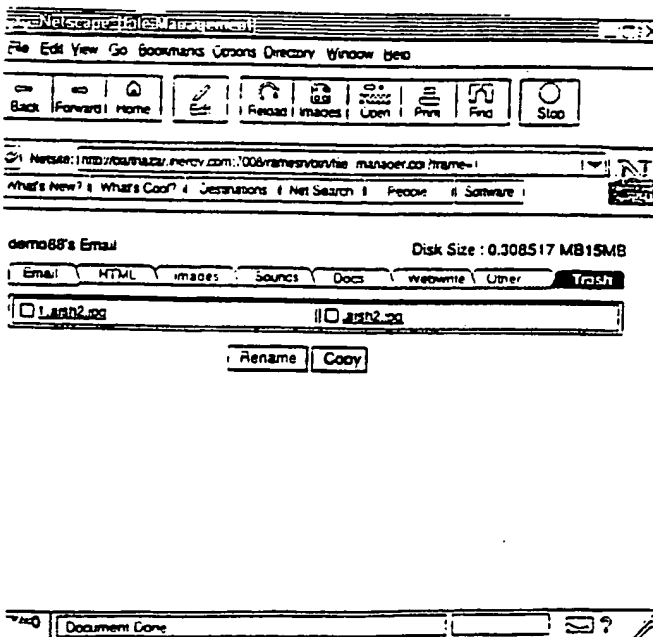 Netscape-[File Management]
File Edit View Go Bookmarks Options Directory Window Help
Back Forward Home Edit Reload Images Open Print Find Stop
Netsite:
What's New? What's Cool? Destinations Net Search People Software
demo88's Email Disk Size : 0.308517 MB15MB
Email HTML Images Sounds Docs Webwrite Other Trash
Rename Copy
Document Done ?